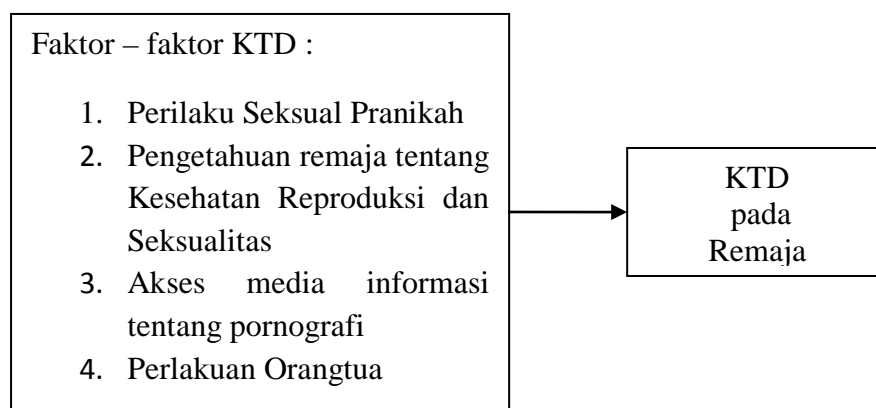 Faktor – faktor KTD :
1. Perilaku Seksual Pranikah
2. Pengetahuan remaja tentang
Kesehatan Reproduksi dan
Seksualitas
3. Akses media informasi
tentang pornografi
4. Perlakuan Orangtua
KTD
pada
Remaja